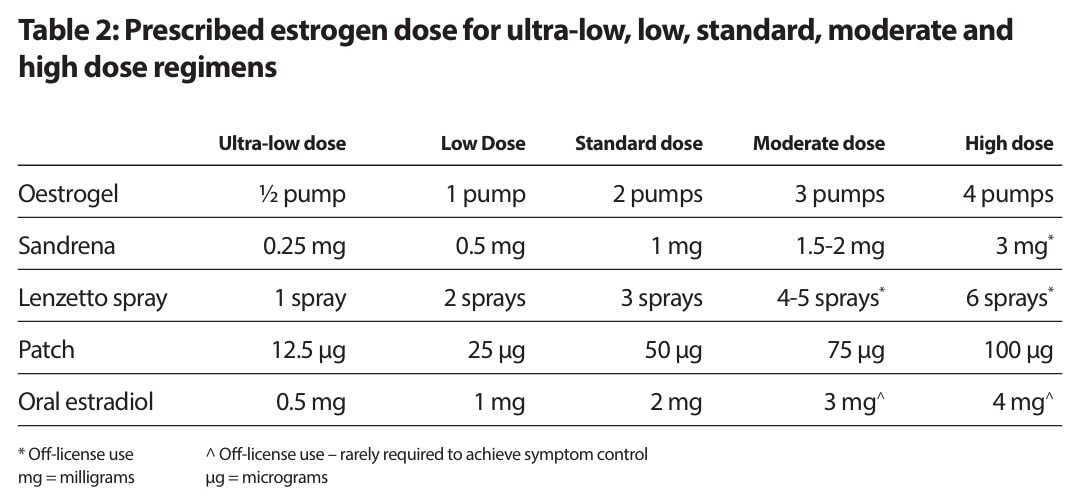 Table 2: Prescribed estrogen dose for ultra-low, low, standard, moderate and
high dose regimens
Ultra-low dose Low Dose Standard dose Moderate dose High dose
Oestrogel ½ pump 1 pump 2 pumps 3 pumps 4 pumps
Sandrena 0.25 mg 0.5 mg 1 mg 1.5-2 mg 3 mg*
Lenzetto spray 1 spray 2 sprays 3 sprays 4-5 sprays* 6 sprays*
Patch 12.5 µg 25 µg 50 µg 75 µg 100 µg
Oral estradiol 0.5 mg 1 mg 2 mg 3 mg^ 4 mg^
* Off-license use ^ Off-license use – rarely required to achieve symptom control
mg = milligrams µg = micrograms